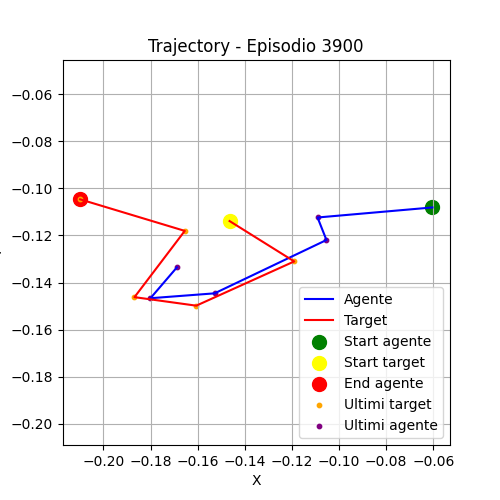 Trajectory - Episodio 3900
−0.06
−0.08
−0.10
−0.12
−0.14
−0.16
−0.18
−0.20
Agente
Target
Start agente
Start target
End agente
Ultimi target
Ultimi agente
−0.20 −0.18 −0.16 −0.14 −0.12 −0.10 −0.08 −0.06
X